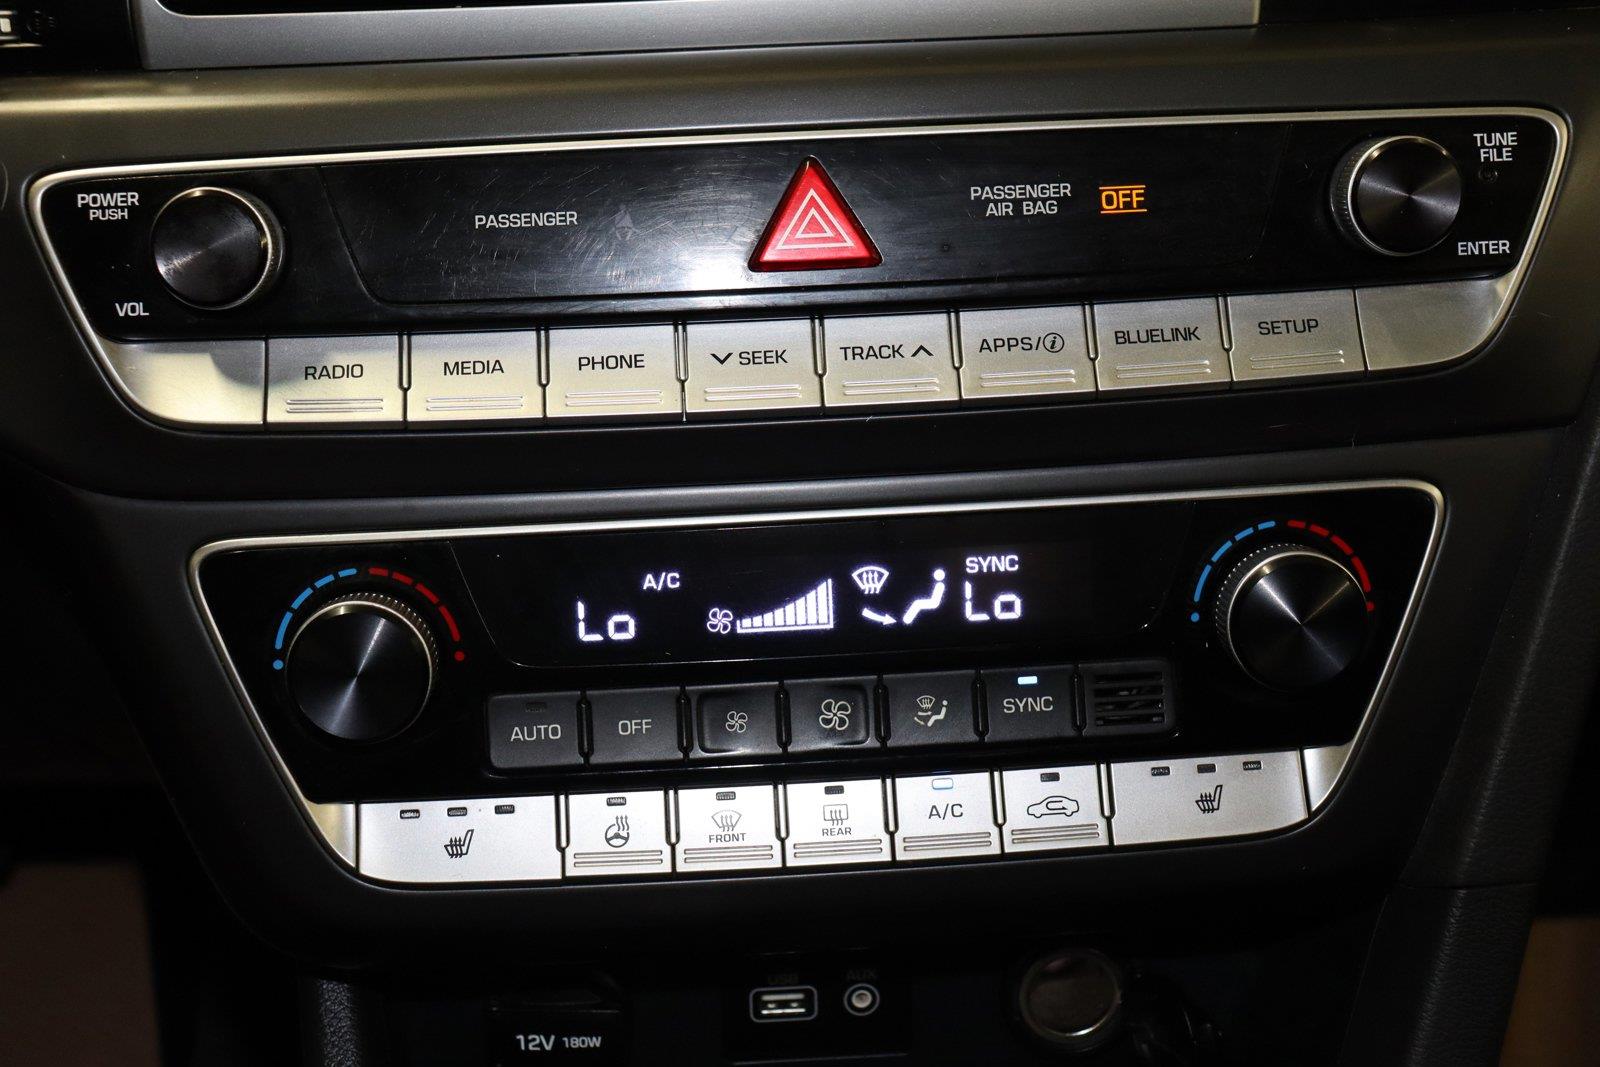 POWER
PUSH
VOL
PASSENGER
PASSENGER
AIR BAG
OFF
TUNE
FILE
ENTER
RADIO
MEDIA
PHONE
SEEK
TRACK
APPS/i
BLUELINK
SETUP
A/C
Lo
SYNC
Lo
AUTO
OFF
SYNC
FRONT
REAR
A/C
USB
AUX
12V 180W